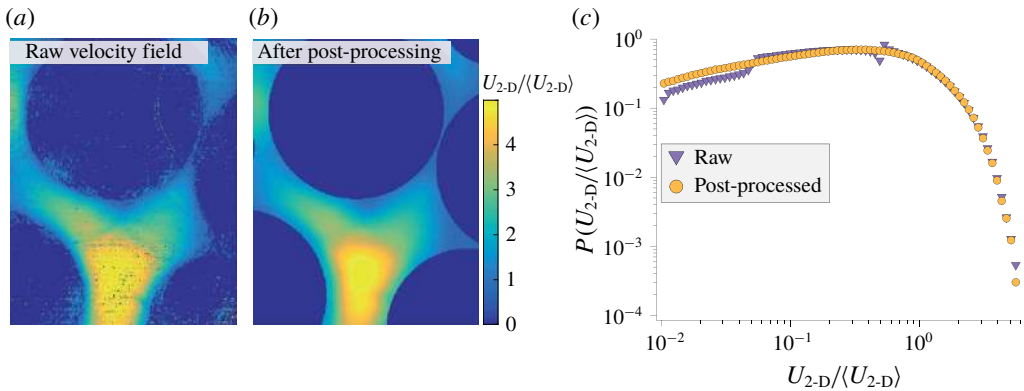 (a)
Raw velocity field
(b)
After post-processing
U2-D/⟨U2-D⟩
4
3
2
1
0
(c)
P(U2-D/⟨U2-D⟩)
10^0
10^−1
10^−2
10^−3
10^−4
Raw
Post-processed
10^−2
10^−1
10^0
U2-D/⟨U2-D⟩